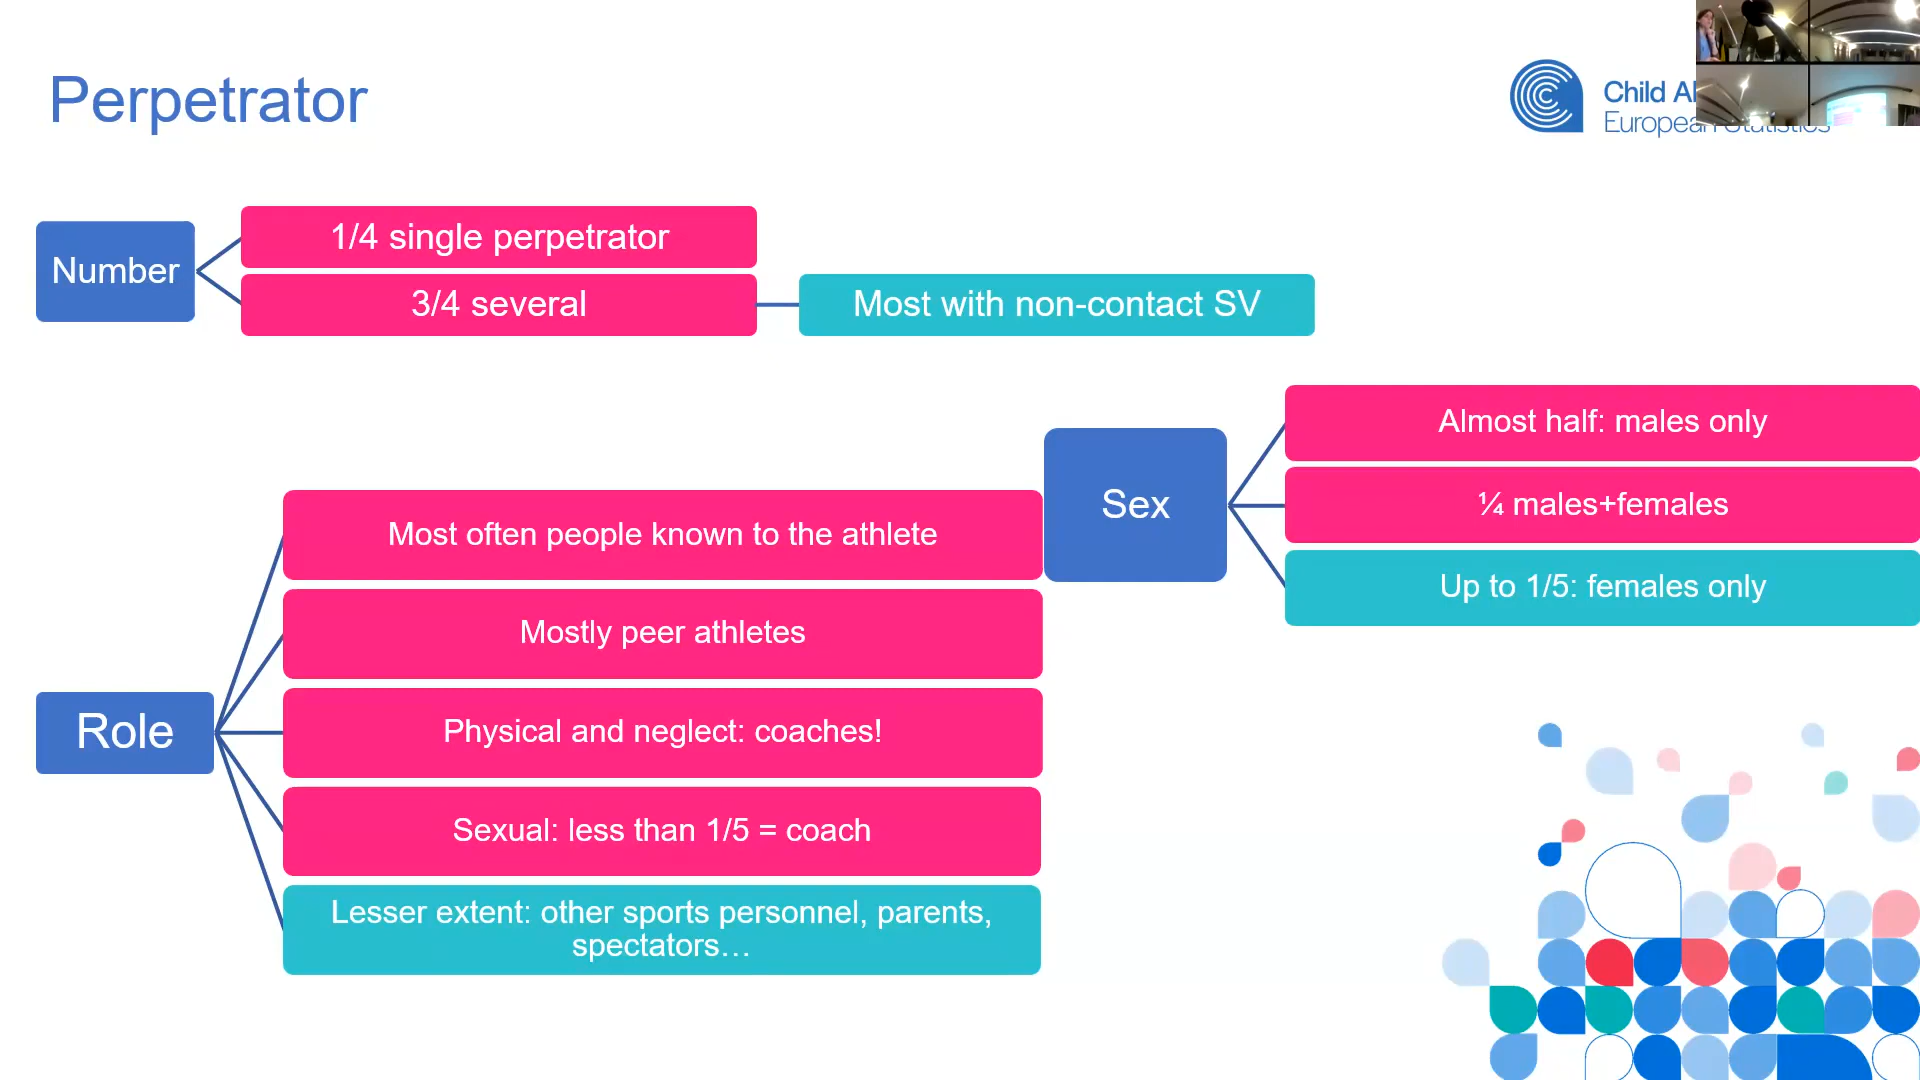 Perpetrator
Child
European Statistics
Number
1/4 single perpetrator
3/4 several
Most with non-contact SV
Sex
Almost half: males only
¼ males+females
Up to 1/5: females only
Role
Most often people known to the athlete
Mostly peer athletes
Physical and neglect: coaches!
Sexual: less than 1/5 = coach
Lesser extent: other sports personnel, parents,
spectators…